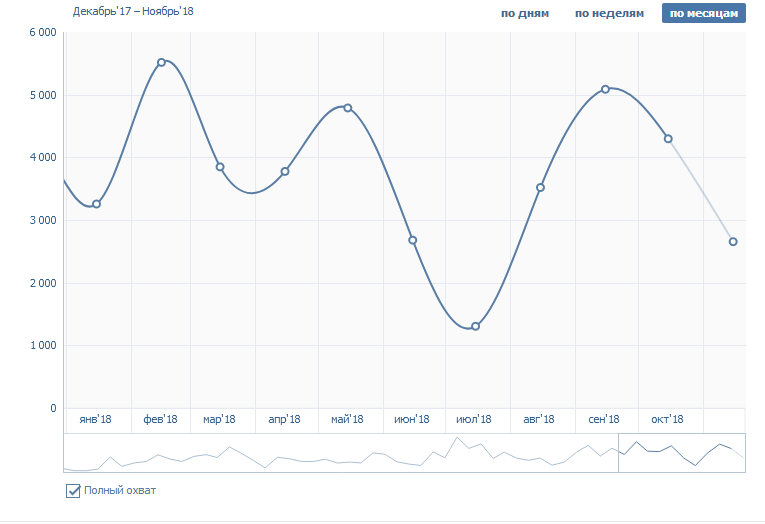 Декабрь'17 – Ноябрь'18
по дням по неделям по месяцам
6 000
5 000
4 000
3 000
2 000
1 000
0
янв'18 фев'18 мар'18 апр'18 май'18 июн'18 июл'18 авг'18 сен'18 окт'18
Полный охват